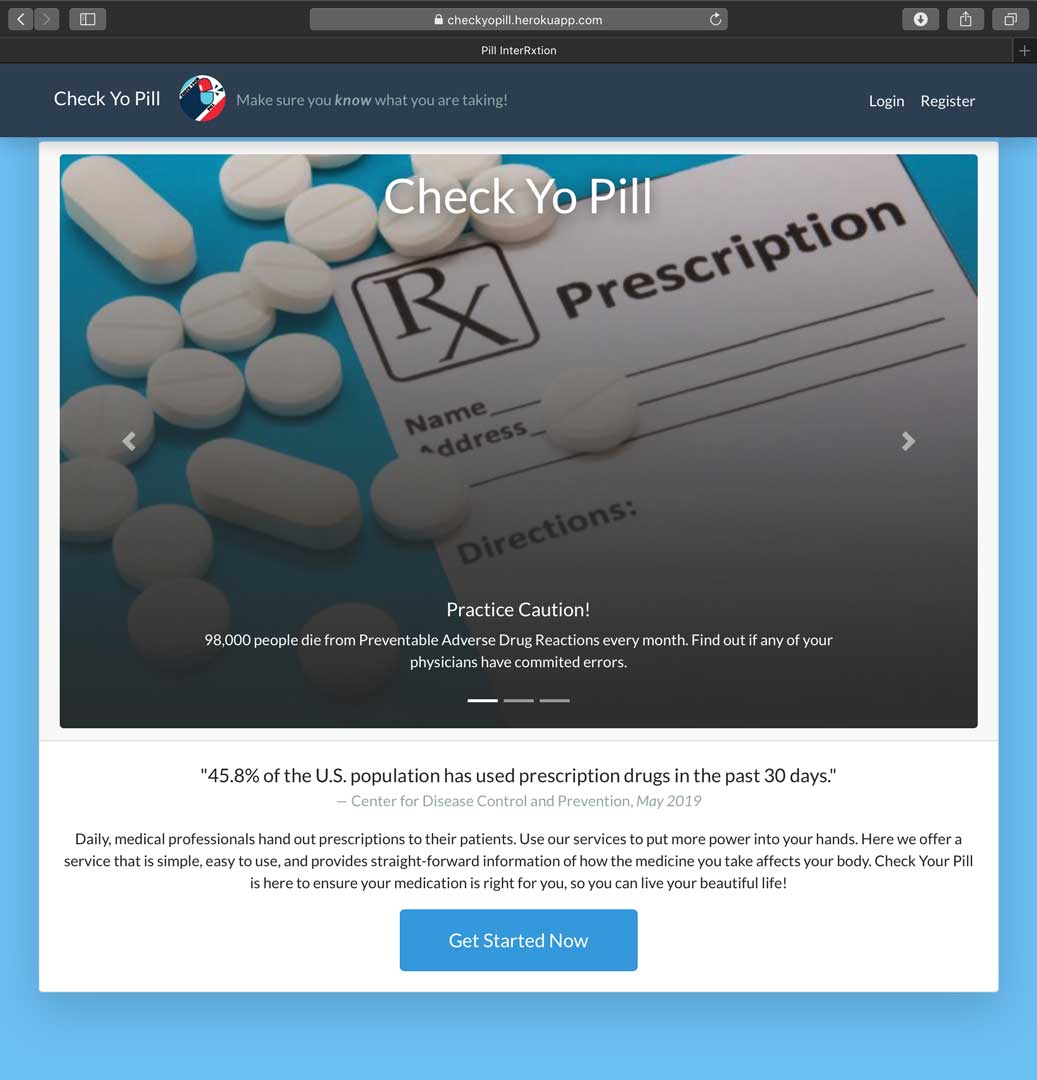 checkyopill.herokuapp.com
Pill InterRxtion
Check Yo Pill
Make sure you know what you are taking!
Login Register
Check Yo Pill
Rx Prescription
Name
Address
Directions:
Practice Caution!
98,000 people die from Preventable Adverse Drug Reactions every month. Find out if any of your
physicians have commited errors.
"45.8% of the U.S. population has used prescription drugs in the past 30 days."
— Center for Disease Control and Prevention, May 2019
Daily, medical professionals hand out prescriptions to their patients. Use our services to put more power into your hands. Here we offer a
service that is simple, easy to use, and provides straight-forward information of how the medicine you take affects your body. Check Your Pill
is here to ensure your medication is right for you, so you can live your beautiful life!
Get Started Now